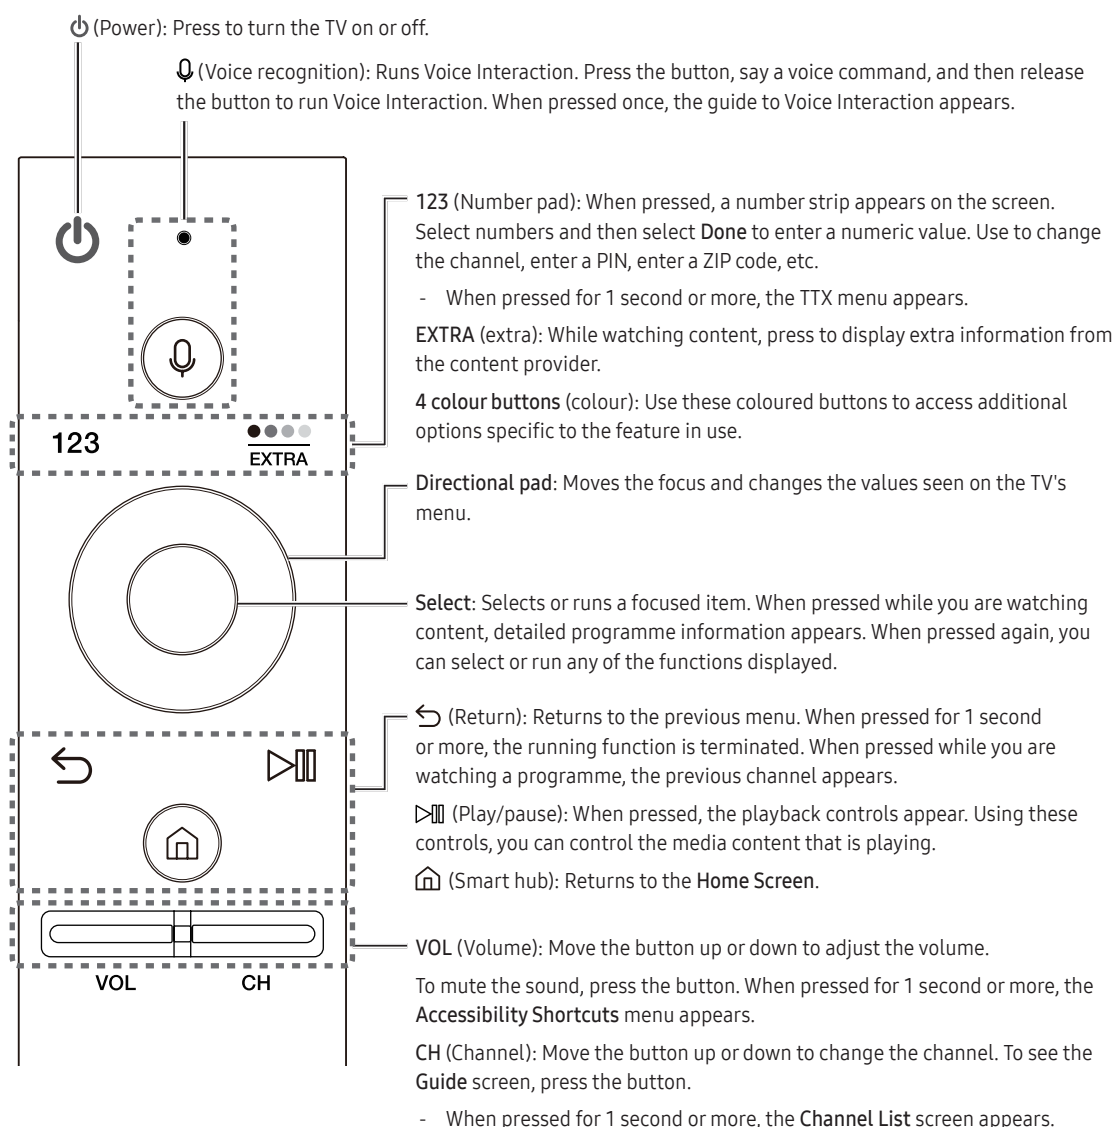 (Power): Press to turn the TV on or off.
(Voice recognition): Runs Voice Interaction. Press the button, say a voice command, and then release
the button to run Voice Interaction. When pressed once, the guide to Voice Interaction appears.
123 (Number pad): When pressed, a number strip appears on the screen.
Select numbers and then select Done to enter a numeric value. Use to change
the channel, enter a PIN, enter a ZIP code, etc.
- When pressed for 1 second or more, the TTX menu appears.
EXTRA (extra): While watching content, press to display extra information from
the content provider.
4 colour buttons (colour): Use these coloured buttons to access additional
options specific to the feature in use.
123
EXTRA
Directional pad: Moves the focus and changes the values seen on the TV's
menu.
Select: Selects or runs a focused item. When pressed while you are watching
content, detailed programme information appears. When pressed again, you
can select or run any of the functions displayed.
(Return): Returns to the previous menu. When pressed for 1 second
or more, the running function is terminated. When pressed while you are
watching a programme, the previous channel appears.
(Play/pause): When pressed, the playback controls appear. Using these
controls, you can control the media content that is playing.
(Smart hub): Returns to the Home Screen.
VOL (Volume): Move the button up or down to adjust the volume.
To mute the sound, press the button. When pressed for 1 second or more, the
Accessibility Shortcuts menu appears.
CH (Channel): Move the button up or down to change the channel. To see the
Guide screen, press the button.
- When pressed for 1 second or more, the Channel List screen appears.
VOL
CH